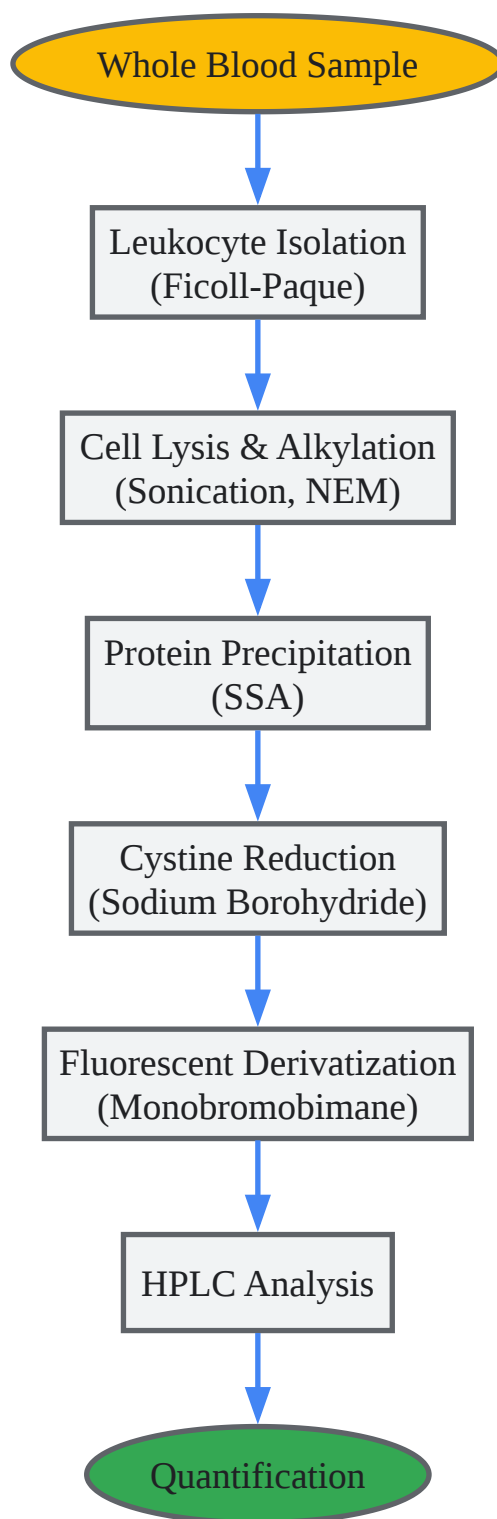 Whole Blood Sample
Leukocyte Isolation
(Ficoll-Paque)
Cell Lysis & Alkylation
(Sonication, NEM)
Protein Precipitation
(SSA)
Cystine Reduction
(Sodium Borohydride)
Fluorescent Derivatization
(Monobromobimane)
HPLC Analysis
Quantification